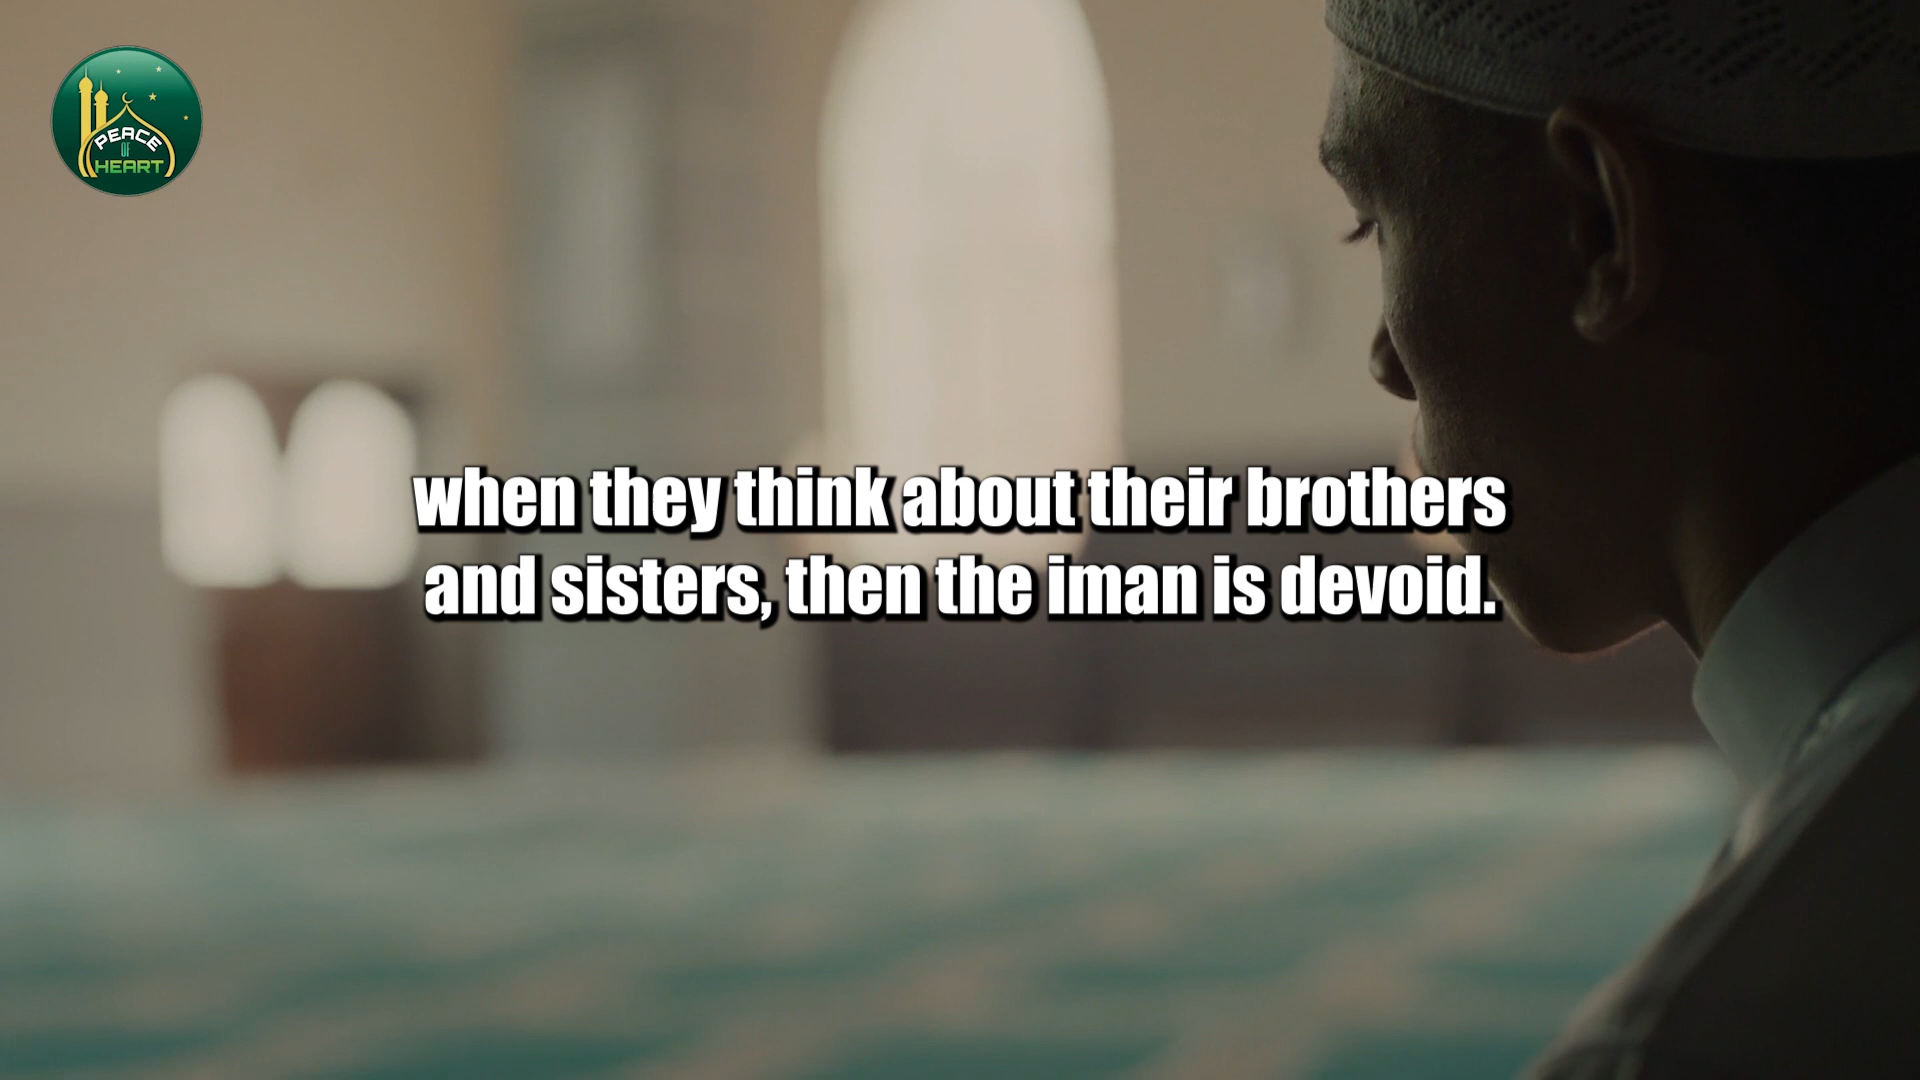 PEACE
OF
HEART
when they think about their brothers
and sisters, then the iman is devoid.